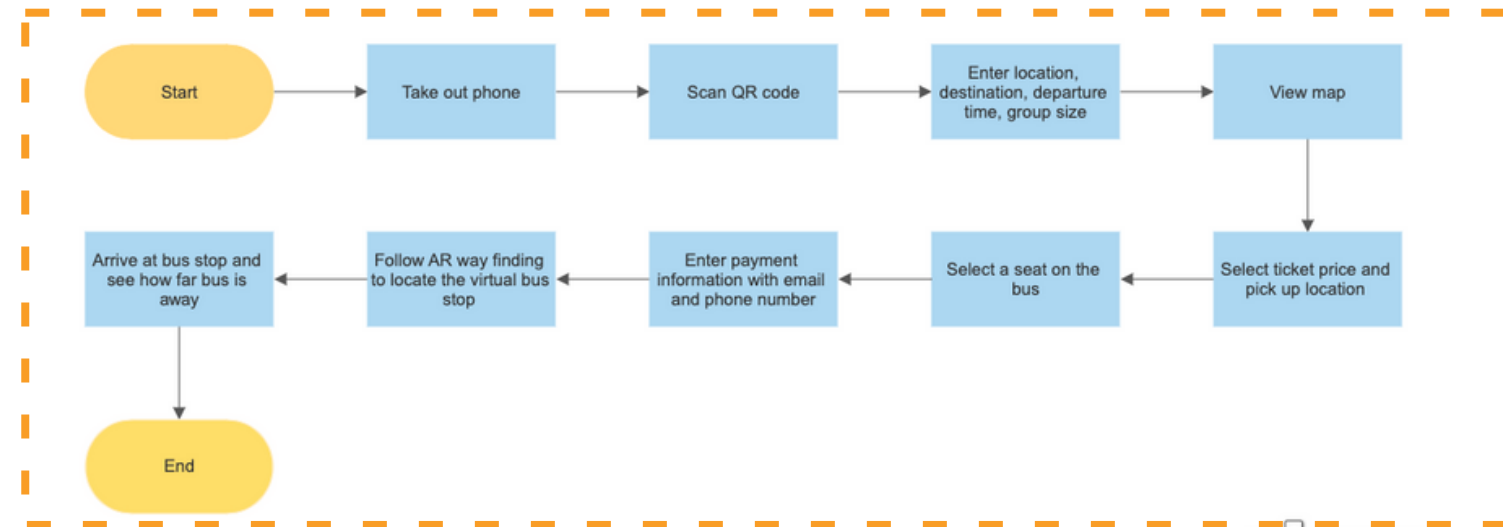 Start
Take out phone
Scan QR code
Enter location,
destination, departure
time, group size
View map
Select ticket price and
pick up location
Select a seat on the
bus
Enter payment
information with email
and phone number
Follow AR way finding
to locate the virtual bus
stop
Arrive at bus stop and
see how far bus is
away
End